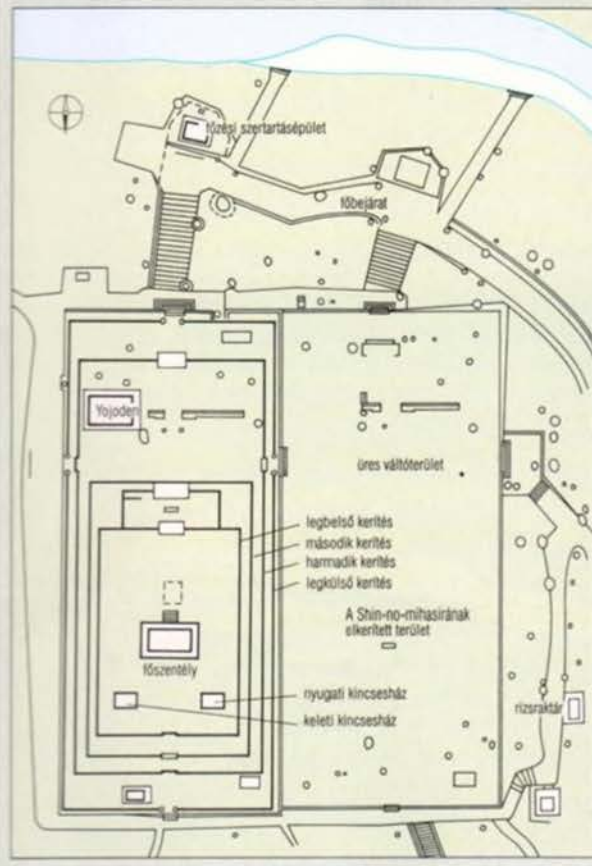 főzési szertartásépület
főbejárat
Yojoden
üres váltóterület
legbelső kerítés
második kerítés
harmadik kerítés
legkülső kerítés
A Shin-no-mihasirának
elkerített terület
főszentély
nyugati kincsesház
keleti kincsesház
rizsraktár